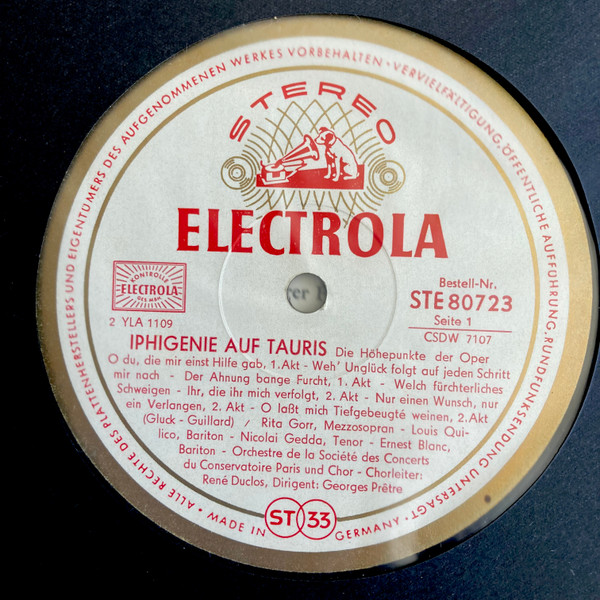 ALLE RECHTE DES PLATTENHERSTELLERS UND EIGENTÜMERS DES AUFGENOMMENEN WERKES VORBEHALTEN · VERVIELFÄLTIGUNG, ÖFFENTLICHE AUFFÜHRUNG, RUNDFUNKSENDUNG UNTERSAGT ·
STEREO
ELECTROLA
KONTROLLE
ELECTROLA
Bestell-Nr.
STE 80723
Seite 1
2 YLA 1109
CSDW 7107
IPHIGENIE AUF TAURIS Die Höhepunkte der Oper
O du, die mir einst Hilfe gab, 1.Akt - Weh' Unglück folgt auf jeden Schritt
mir nach - Der Ahnung bange Furcht, 1. Akt - Welch fürchterliches
Schweigen - Ihr, die ihr mich verfolgt, 2. Akt - Nur einen Wunsch, nur
ein Verlangen, 2. Akt - O laßt mich Tiefgebeugté weinen, 2.Akt
(Gluck - Guillard) / Rita Gorr, Mezzosopran - Louis Qui-
lico, Bariton - Nicolai Gedda, Tenor - Ernest Blanc,
Bariton - Orchestre de la Société des Concerts
du Conservatoire Paris und Chor - Chorleiter:
René Duclos, Dirigent: Georges Prêtre
MADE IN
ST 33
GERMANY